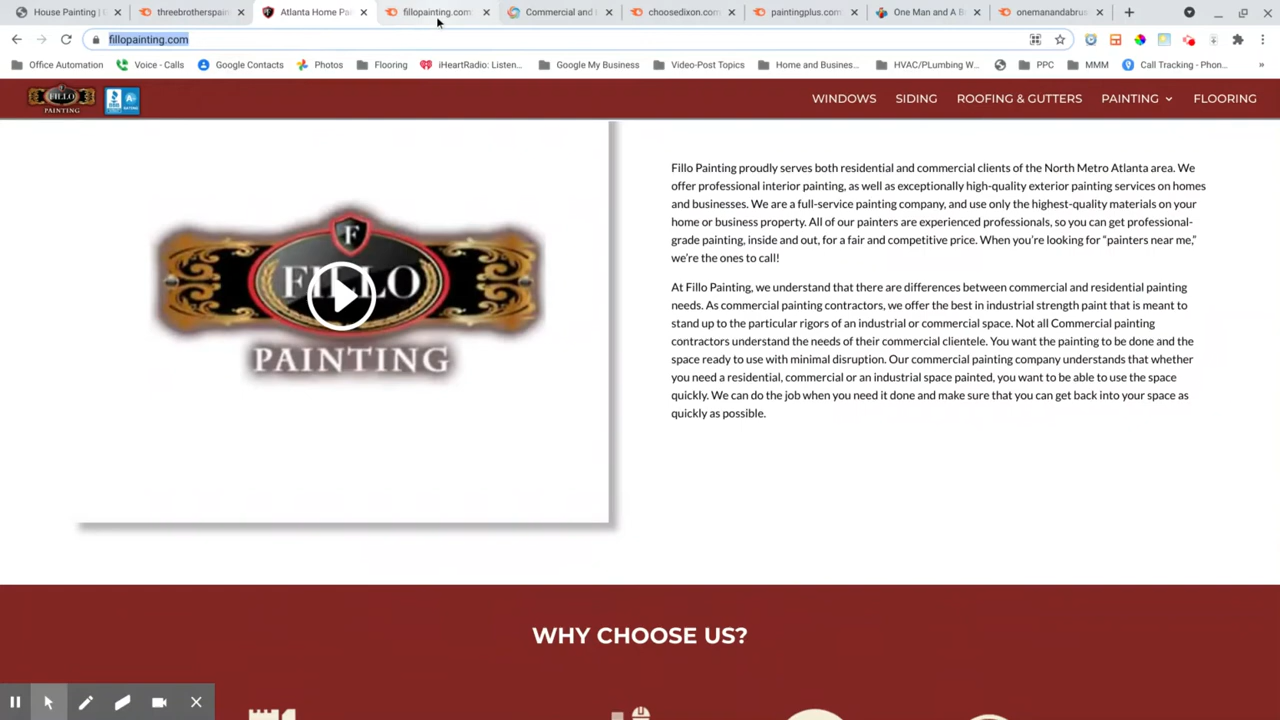 House Painting |
threebrotherspain
Atlanta Home Pai
fillopainting.com
Commercial and
choosedixon.com
paintingplus.com
One Man and A B
onemanandabrus
fillopainting.com
Office Automation
Voice - Calls
Google Contacts
Photos
Flooring
iHeartRadio: Listen...
Google My Business
Video-Post Topics
Home and Busines...
HVAC/PLumbing W...
PPC
MMM
Call Tracking - Phon...
»
FILLO
PAINTING
BBB
A+
WINDOWS
SIDING
ROOFING & GUTTERS
PAINTING
FLOORING
F
FILLO
PAINTING
Fillo Painting proudly serves both residential and commercial clients of the North Metro Atlanta area. We
offer professional interior painting, as well as exceptionally high-quality exterior painting services on homes
and businesses. We are a full-service painting company, and use only the highest-quality materials on your
home or business property. All of our painters are experienced professionals, so you can get professional-
grade painting, inside and out, for a fair and competitive price. When you're looking for “painters near me,”
we're the ones to call!
At Fillo Painting, we understand that there are differences between commercial and residential painting
needs. As commercial painting contractors, we offer the best in industrial strength paint that is meant to
stand up to the particular rigors of an industrial or commercial space. Not all Commercial painting
contractors understand the needs of their commercial clientele. You want the painting to be done and the
space ready to use with minimal disruption. Our commercial painting company understands that whether
you need a residential, commercial or an industrial space painted, you want to be able to use the space
quickly. We can do the job when you need it done and make sure that you can get back into your space as
quickly as possible.
WHY CHOOSE US?